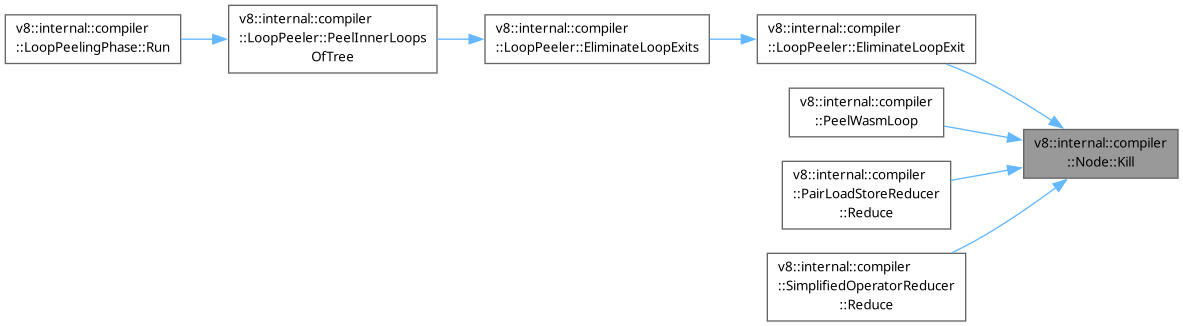 v8::internal::compiler
::LoopPeelingPhase::Run
v8::internal::compiler
::LoopPeeler::PeelInnerLoops
OfTree
v8::internal::compiler
::LoopPeeler::EliminateLoopExits
v8::internal::compiler
::LoopPeeler::EliminateLoopExit
v8::internal::compiler
::PeelWasmLoop
v8::internal::compiler
::Node::Kill
v8::internal::compiler
::PairLoadStoreReducer
::Reduce
v8::internal::compiler
::SimplifiedOperatorReducer
::Reduce